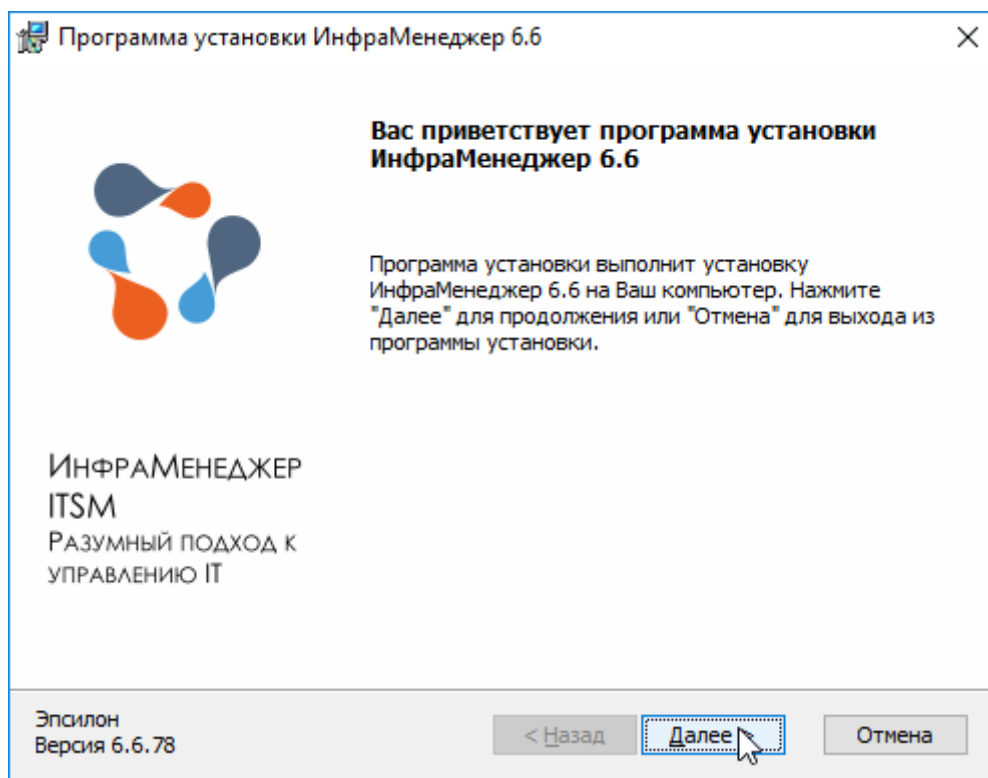 Программа установки ИнфраМенеджер 6.6
Вас приветствует программа установки
ИнфраМенеджер 6.6
Программа установки выполнит установку
ИнфраМенеджер 6.6 на Ваш компьютер. Нажмите
"Далее" для продолжения или "Отмена" для выхода из
программы установки.
ИНФРАМЕНЕДЖЕР
ITSM
РАЗУМНЫЙ ПОДХОД К
УПРАВЛЕНИЮ IT
Эпсилон
Версия 6.6.78
< Назад
Далее >
Отмена